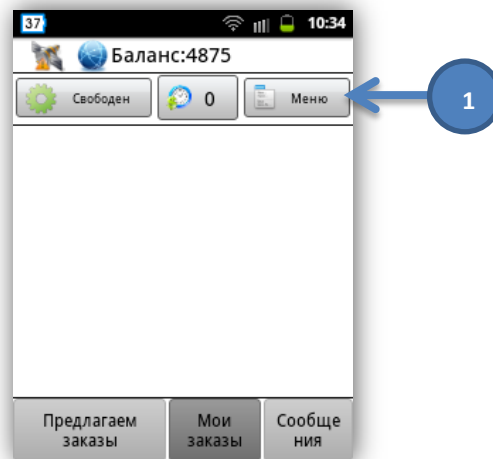 37 10:34
Баланс:4875
Свободен 0 Меню
1
Предлагаем
заказы
Мои
заказы
Сообще
ния